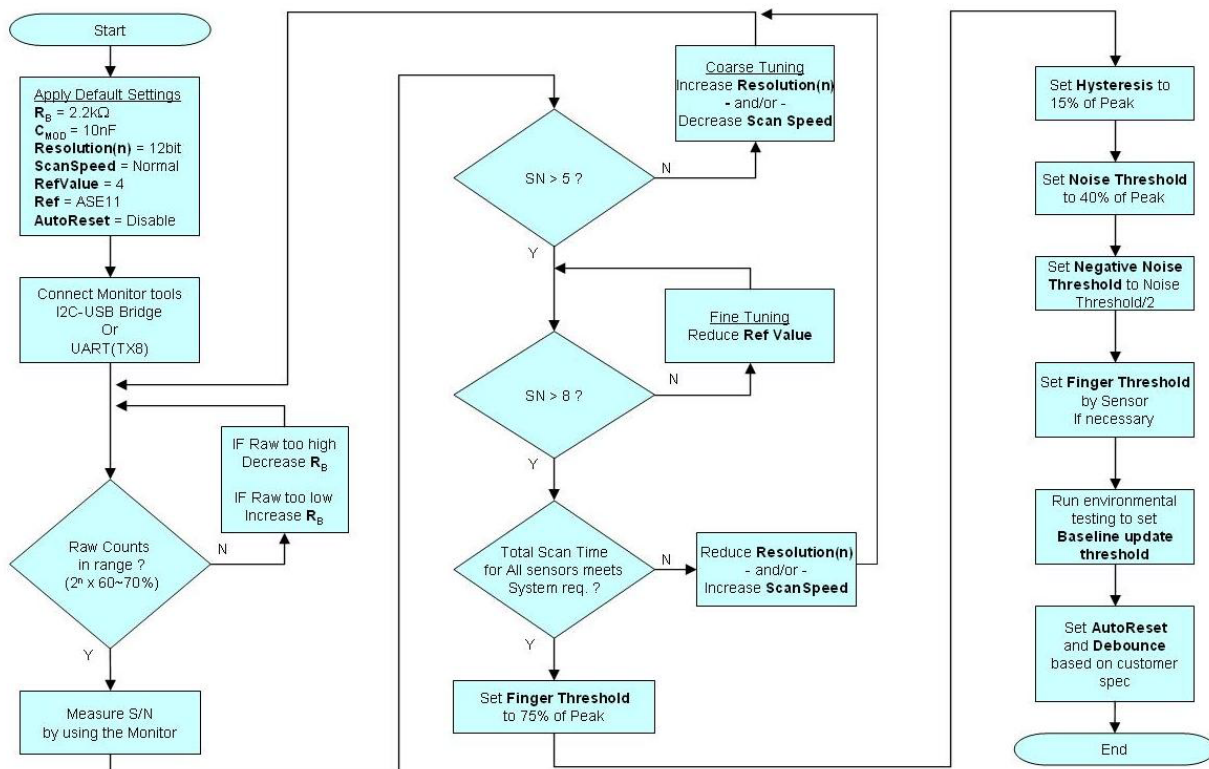 Start
Apply Default Settings
RB = 2.2kΩ
CMOD = 10nF
Resolution(n) = 12bit
ScanSpeed = Normal
RefValue = 4
Ref = ASE11
AutoReset = Disable
Connect Monitor tools
I2C-USB Bridge
Or
UART(TX8)
IF Raw too high
Decrease RB
IF Raw too low
Increase RB
Raw Counts
in range ?
(2ⁿ x 60~70%)
N
Y
Measure S/N
by using the Monitor
Coarse Tuning
Increase Resolution(n)
- and/or -
Decrease Scan Speed
SN > 5 ?
N
Y
Fine Tuning
Reduce Ref Value
SN > 8 ?
N
Y
Total Scan Time
for All sensors meets
System req. ?
N
Reduce Resolution(n)
- and/or -
Increase ScanSpeed
Y
Set Finger Threshold
to 75% of Peak
Set Hysteresis to
15% of Peak
Set Noise Threshold
to 40% of Peak
Set Negative Noise
Threshold to Noise
Threshold/2
Set Finger Threshold
by Sensor
If necessary
Run environmental
testing to set
Baseline update
threshold
Set AutoReset
and Debounce
based on customer
spec
End